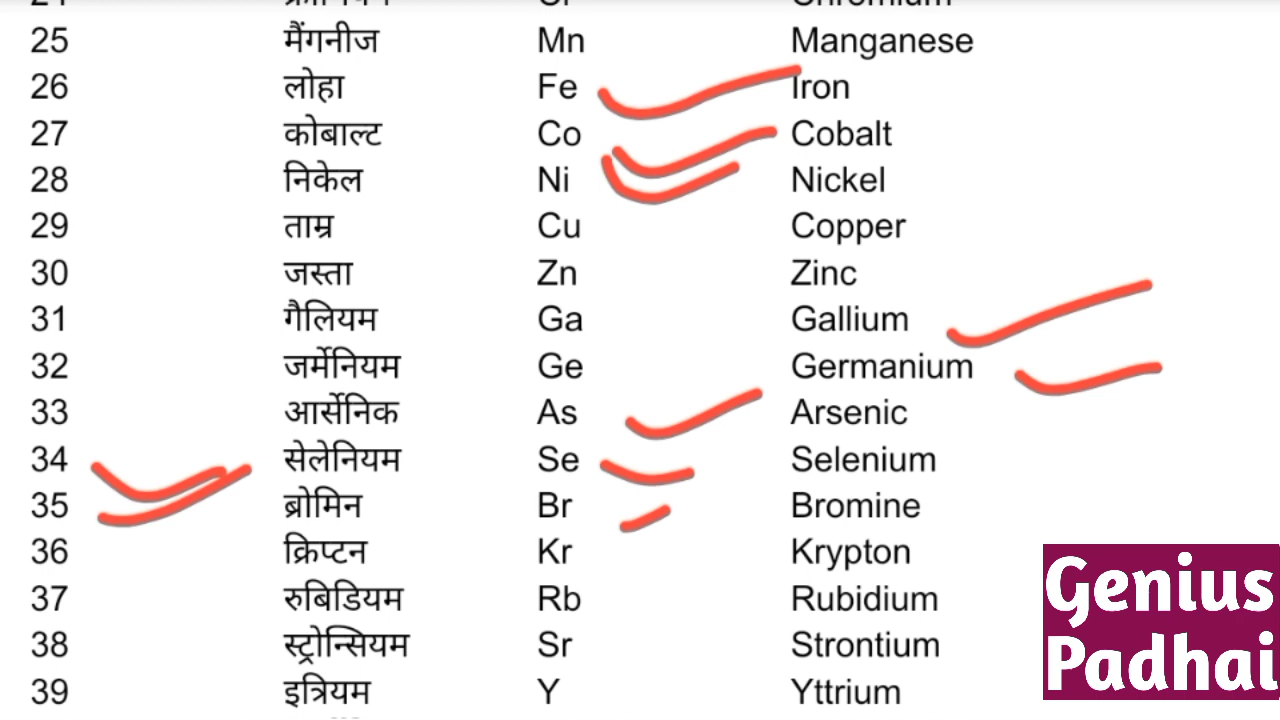 25 मैंगनीज Mn Manganese
26 लोहा Fe Iron
27 कोबाल्ट Co Cobalt
28 निकेल Ni Nickel
29 ताम्र Cu Copper
30 जस्ता Zn Zinc
31 गैलियम Ga Gallium
32 जर्मेनियम Ge Germanium
33 आर्सेनिक As Arsenic
34 सेलेनियम Se Selenium
35 ब्रोमिन Br Bromine
36 क्रिप्टन Kr Krypton
37 रुबिडियम Rb Rubidium
38 स्ट्रोन्सियम Sr Strontium
39 इत्रियम Y Yttrium
Genius
Padhai